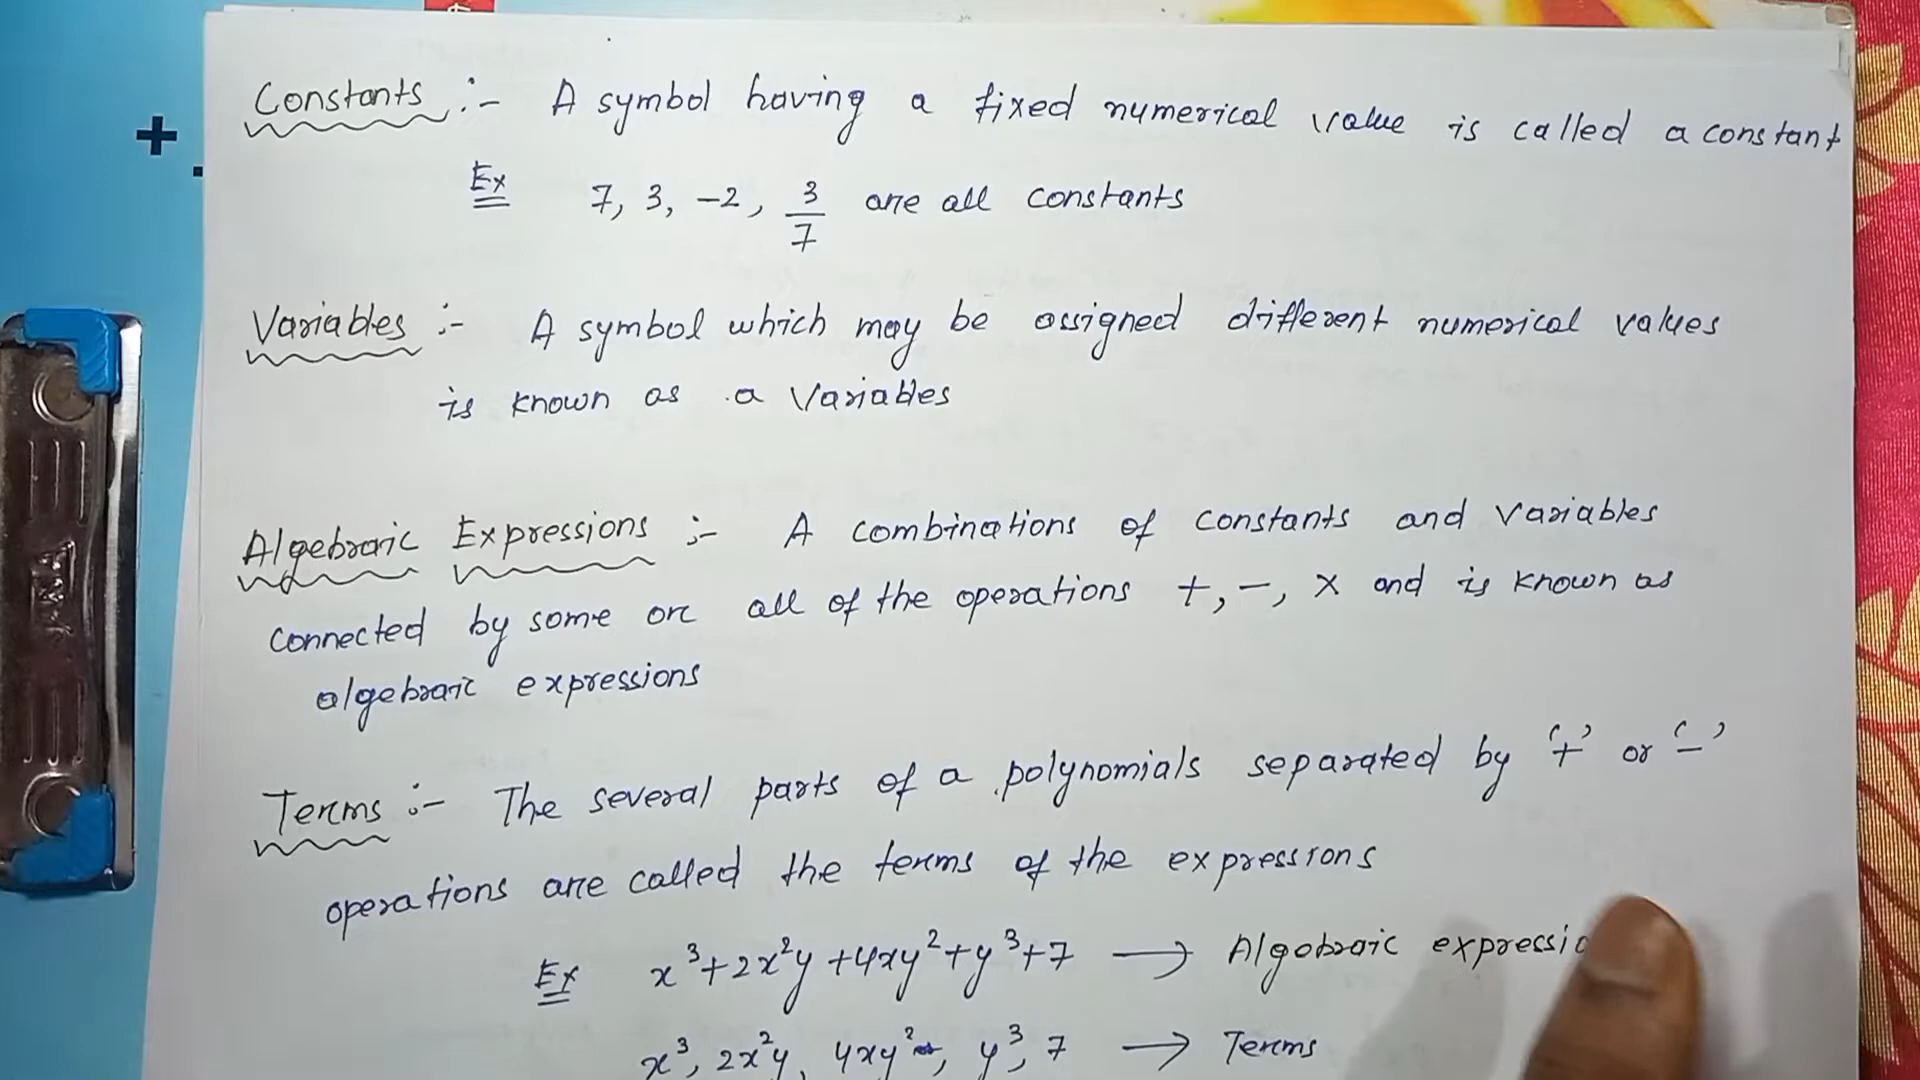 Constants :- A symbol having a fixed numerical value is called a constant
Ex 7, 3, -2, 3/7 are all constants
Variables :- A symbol which may be assigned different numerical values
is known as a Variables
Algebraic Expressions :- A combinations of constants and variables
connected by some or all of the operations +, -, × and is known as
algebraic expressions
Terms :- The several parts of a polynomials separated by '+' or '-'
operations are called the terms of the expressions
Ex x³+2x²y+4xy²+y³+7 → Algebraic expressio
x³, 2x²y, 4xy², y³, 7 → Terms